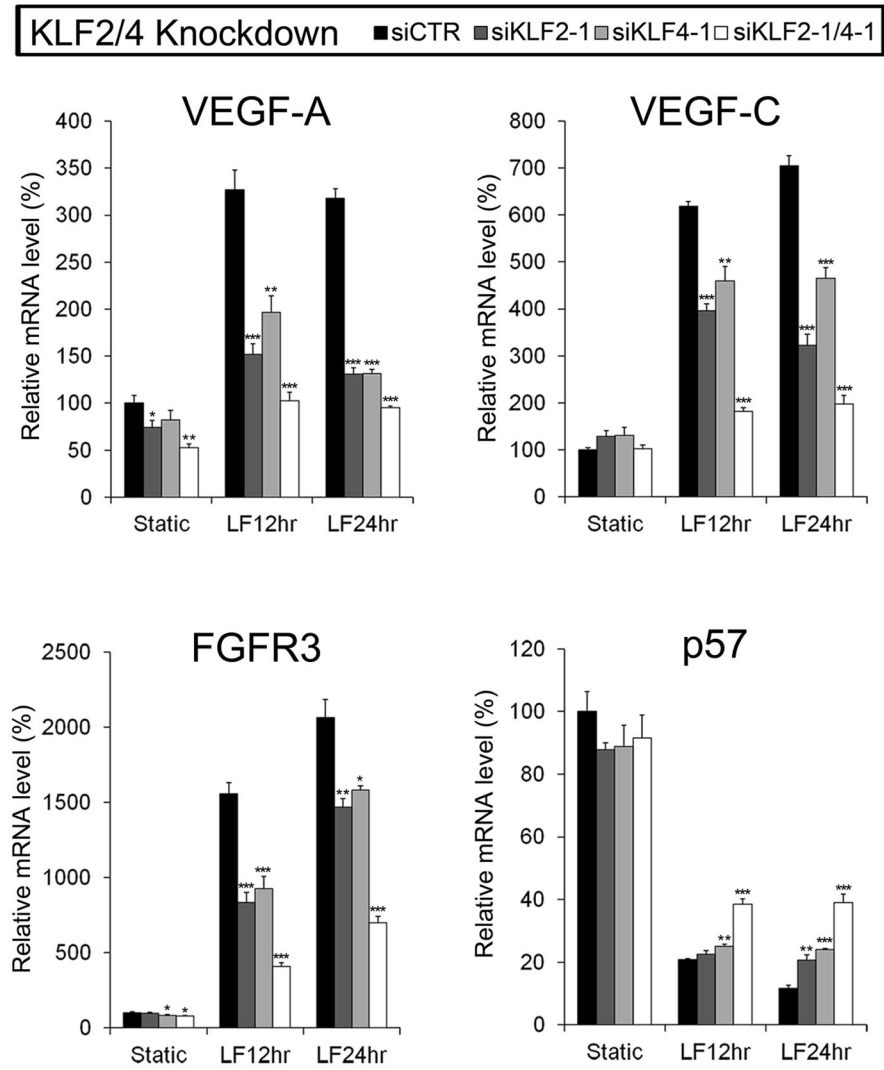 KLF2/4 Knockdown ■siCTR ■siKLF2-1 ■siKLF4-1 □siKLF2-1/4-1
VEGF-A
Relative mRNA level (%)
400
350
300
250
200
150
100
50
0
* ** ** *** *** *** *** ***
Static LF12hr LF24hr
VEGF-C
Relative mRNA level (%)
800
700
600
500
400
300
200
100
0
*** ** *** *** *** ***
Static LF12hr LF24hr
FGFR3
Relative mRNA level (%)
2500
2000
1500
1000
500
0
* * *** *** *** ** * ***
Static LF12hr LF24hr
p57
Relative mRNA level (%)
120
100
80
60
40
20
0
** *** ** *** ***
Static LF12hr LF24hr